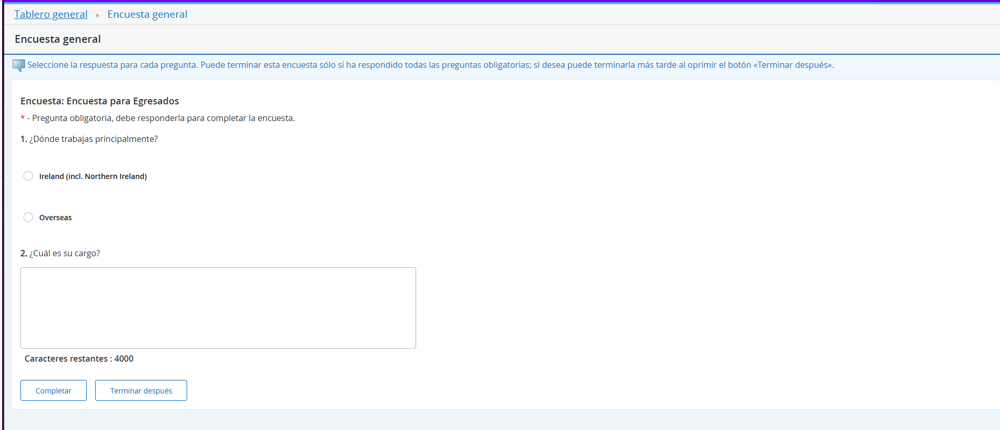 Tablero general • Encuesta general
Encuesta general
Seleccione la respuesta para cada pregunta. Puede terminar esta encuesta sólo si ha respondido todas las preguntas obligatorias; si desea puede terminarla más tarde al oprimir el botón «Terminar después».
Encuesta: Encuesta para Egresados
* - Pregunta obligatoria, debe responderla para completar la encuesta.
1. ¿Dónde trabajas principalmente?
Ireland (incl. Northern Ireland)
Overseas
2. ¿Cuál es su cargo?
Caracteres restantes : 4000
Completar Terminar después